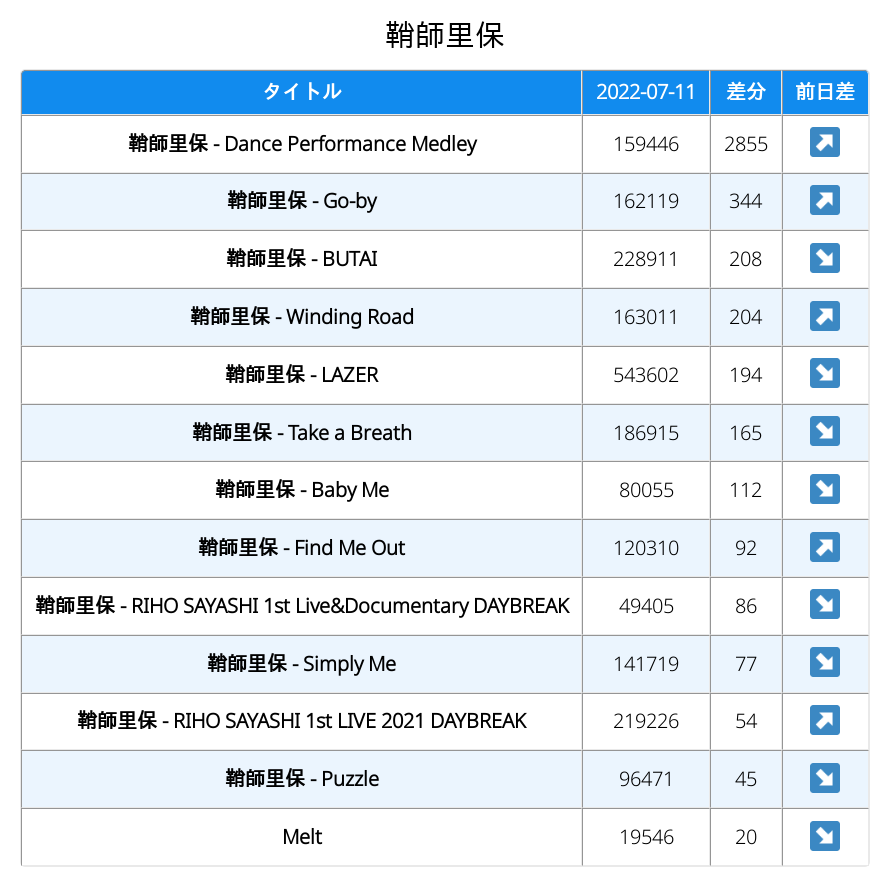 鞘師里保
タイトル 2022-07-11 差分 前日差
鞘師里保 - Dance Performance Medley 159446 2855 ↗
鞘師里保 - Go-by 162119 344 ↗
鞘師里保 - BUTAI 228911 208 ↘
鞘師里保 - Winding Road 163011 204 ↗
鞘師里保 - LAZER 543602 194 ↘
鞘師里保 - Take a Breath 186915 165 ↘
鞘師里保 - Baby Me 80055 112 ↘
鞘師里保 - Find Me Out 120310 92 ↗
鞘師里保 - RIHO SAYASHI 1st Live&Documentary DAYBREAK 49405 86 ↘
鞘師里保 - Simply Me 141719 77 ↘
鞘師里保 - RIHO SAYASHI 1st LIVE 2021 DAYBREAK 219226 54 ↗
鞘師里保 - Puzzle 96471 45 ↘
Melt 19546 20 ↘